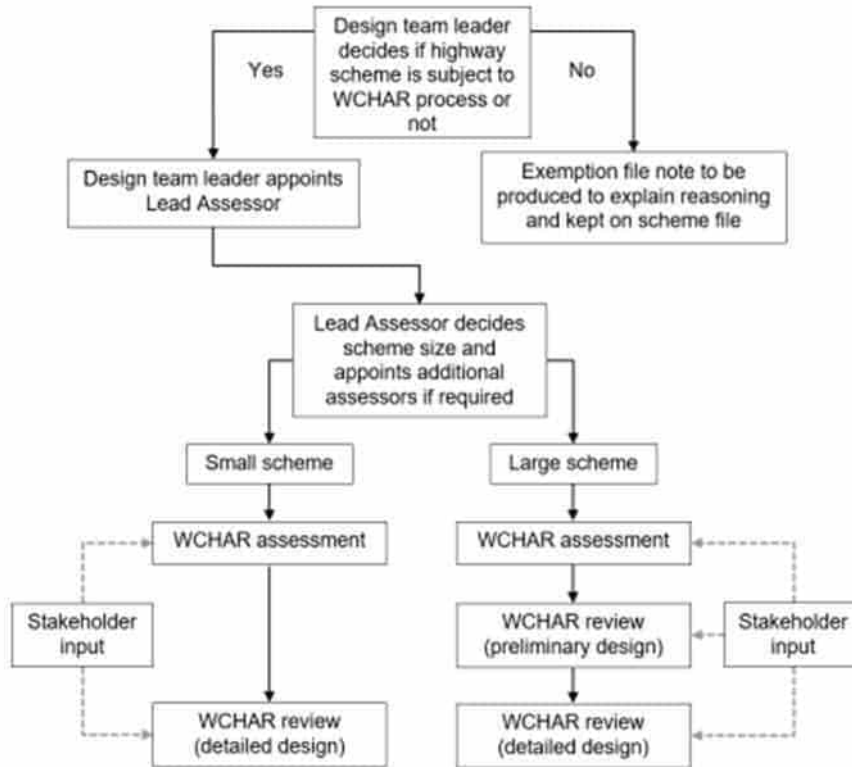 Design team leader
decides if highway
scheme is subject to
WCHAR process or
not
Yes
No
Design team leader appoints
Lead Assessor
Exemption file note to be
produced to explain reasoning
and kept on scheme file
Lead Assessor decides
scheme size and
appoints additional
assessors if required
Small scheme
Large scheme
WCHAR assessment
WCHAR assessment
Stakeholder
input
WCHAR review
(preliminary design)
Stakeholder
input
WCHAR review
(detailed design)
WCHAR review
(detailed design)